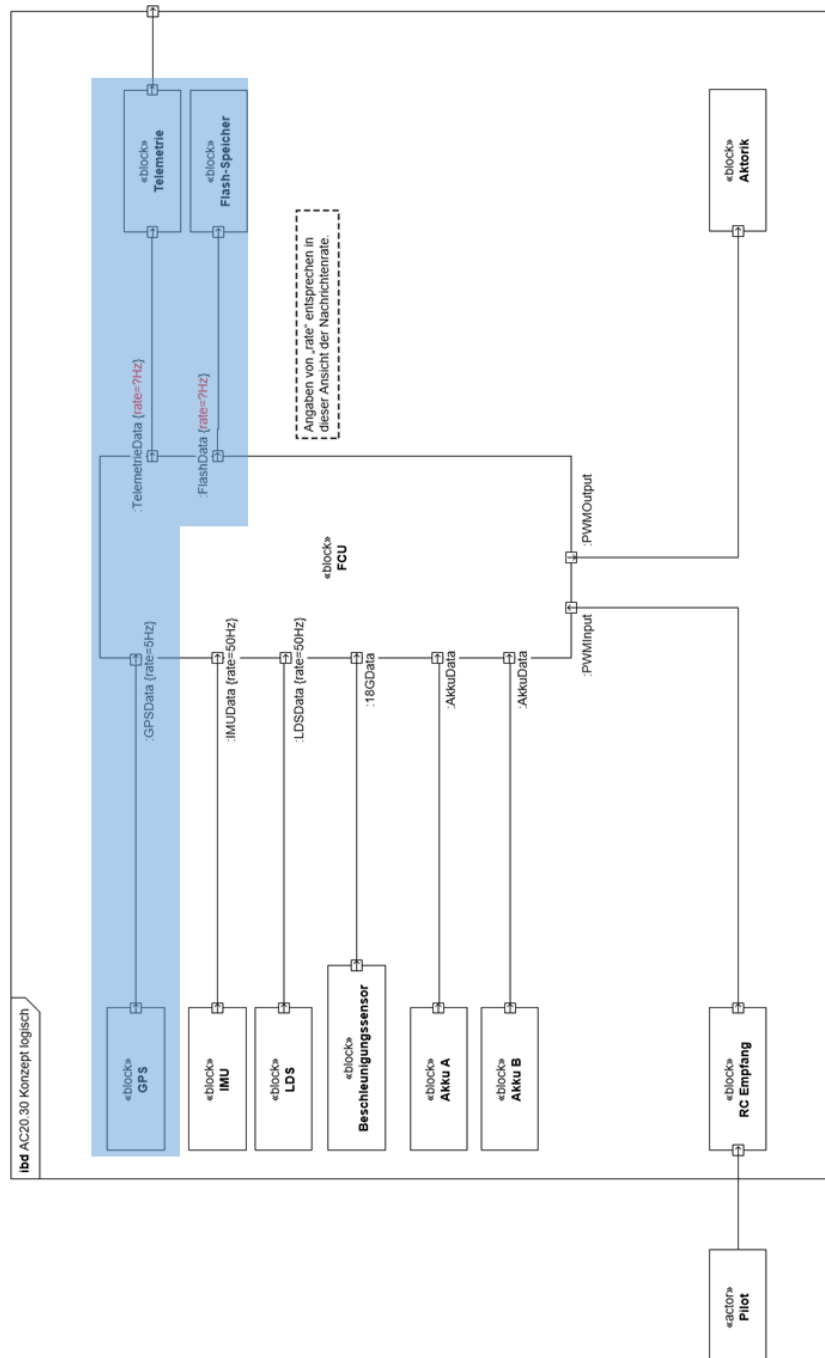 ibd AC20.30 Konzept logisch
«actor»
Pilot
«block»
GPS
«block»
IMU
«block»
LDS
«block»
Beschleunigungssensor
«block»
Akku A
«block»
Akku B
«block»
RC Empfang
:GPSData {rate=5Hz}
:IMUData {rate=50Hz}
:LDSData {rate=50Hz}
:18GData
:AkkuData
:AkkuData
:PWMInput
«block»
FCU
:PWMOutput
:TelemetrieData {rate=?Hz}
:FlashData {rate=?Hz}
Angaben von „rate“ entsprechen in
dieser Ansicht der Nachrichtenrate.
«block»
Telemetrie
«block»
Flash-Speicher
«block»
Aktorik